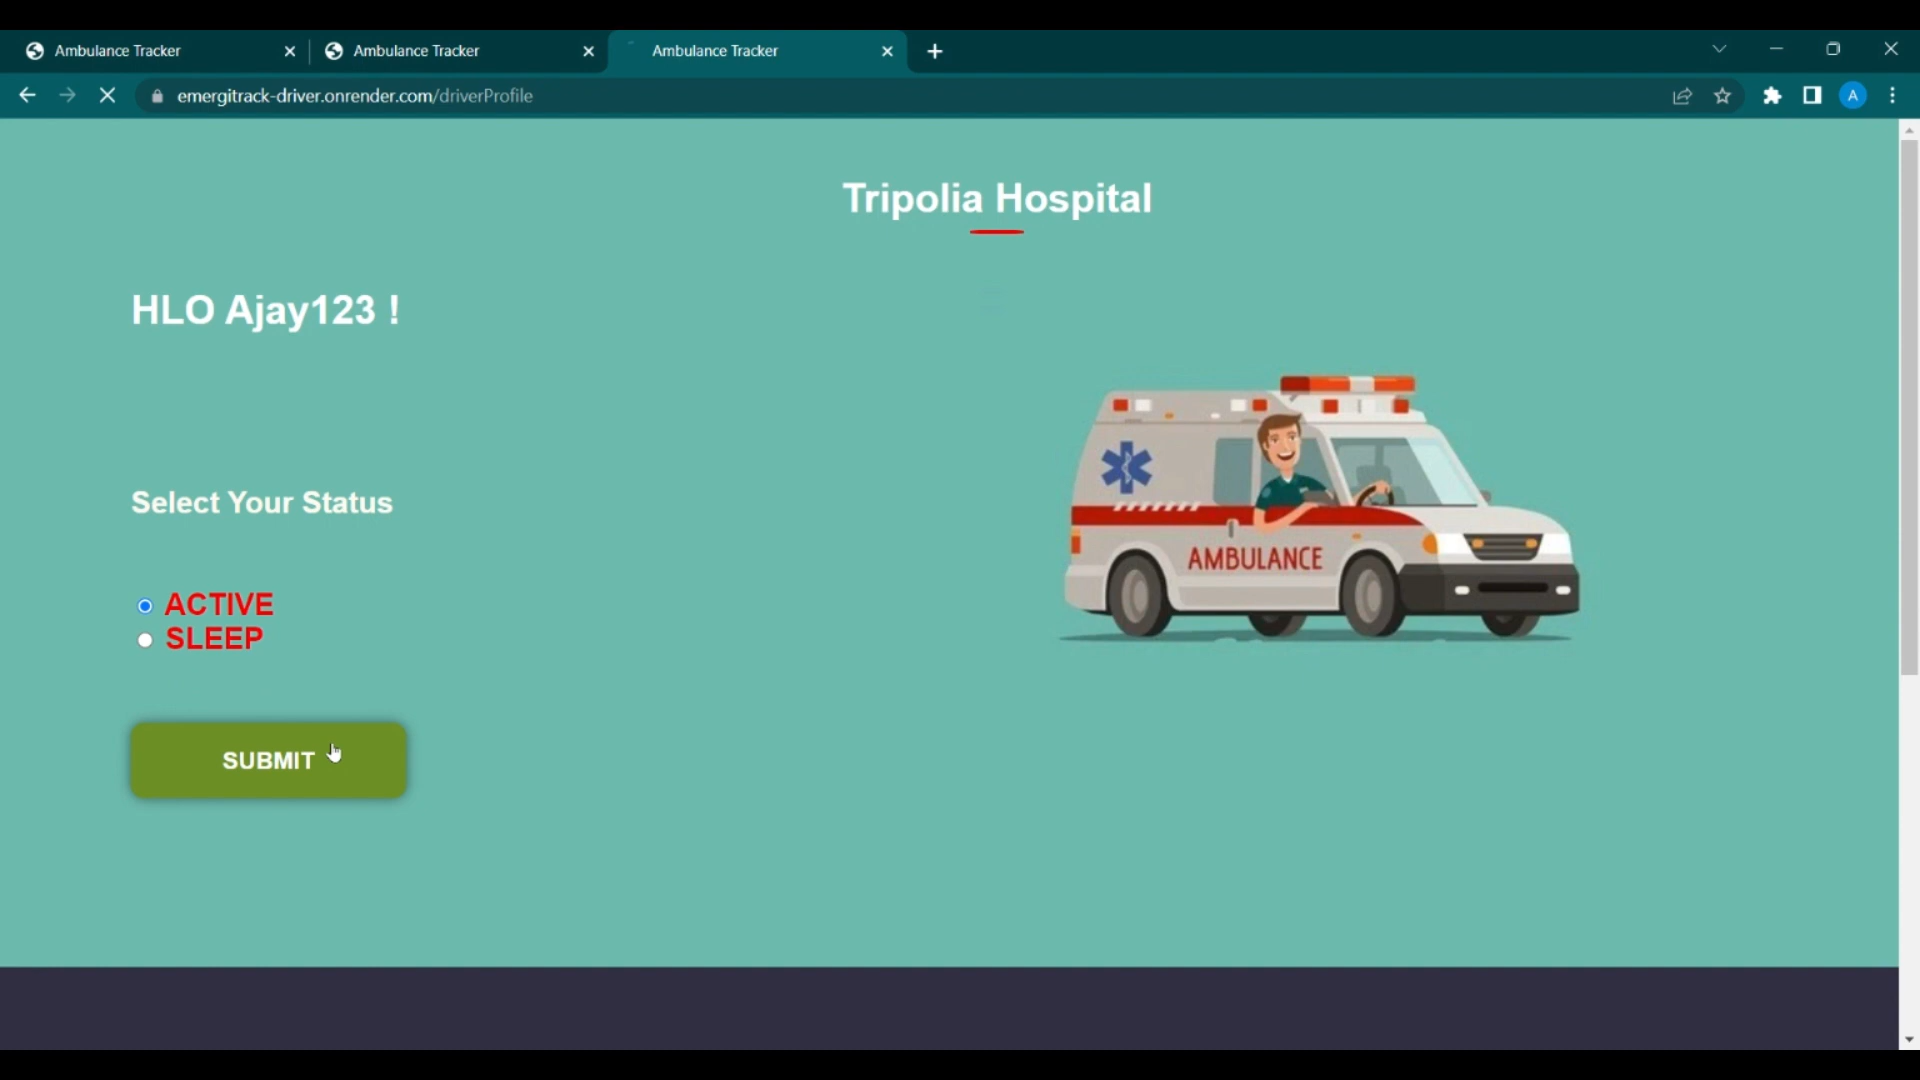 Ambulance Tracker
Ambulance Tracker
Ambulance Tracker
emergitrack-driver.onrender.com/driverProfile
A
Tripolia Hospital
HLO Ajay123 !
Select Your Status
ACTIVE
SLEEP
SUBMIT
AMBULANCE